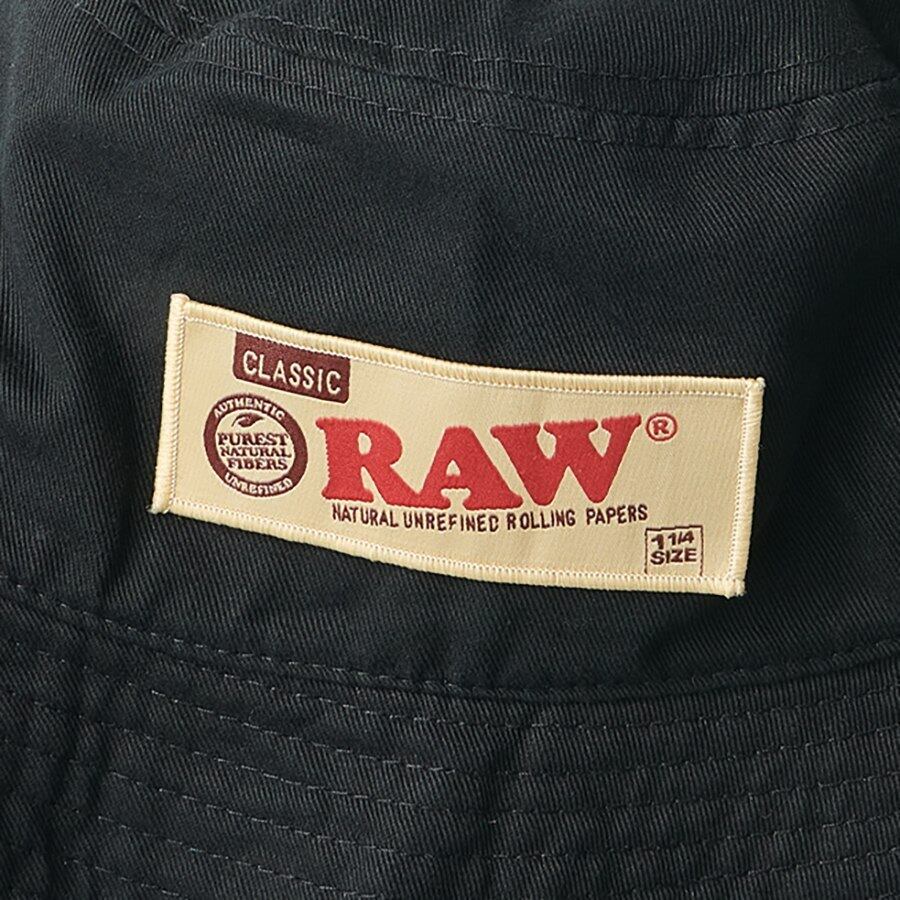 CLASSIC
AUTHENTIC
PUREST
NATURAL
FIBERS
UNREFINED
RAW®
NATURAL UNREFINED ROLLING PAPERS
1 1/4
SIZE